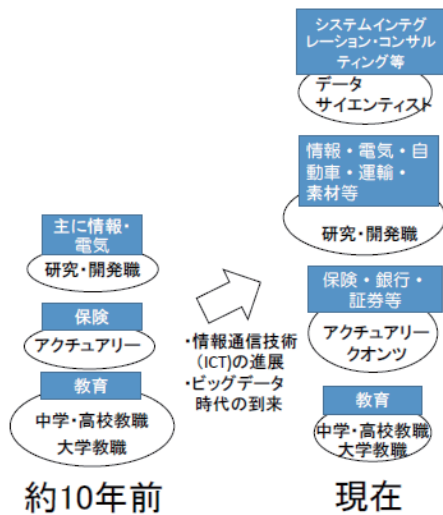 主に情報・
電気
研究・開発職
保険
アクチュアリー
教育
中学・高校教職
大学教職
約10年前
・情報通信技術
(ICT)の進展
・ビッグデータ
時代の到来
システムインテグ
レーション・コンサル
ティング等
データ
サイエンティスト
情報・電気・自
動車・運輸・
素材等
研究・開発職
保険・銀行・
証券等
アクチュアリー
クオンツ
教育
中学・高校教職
大学教職
現在